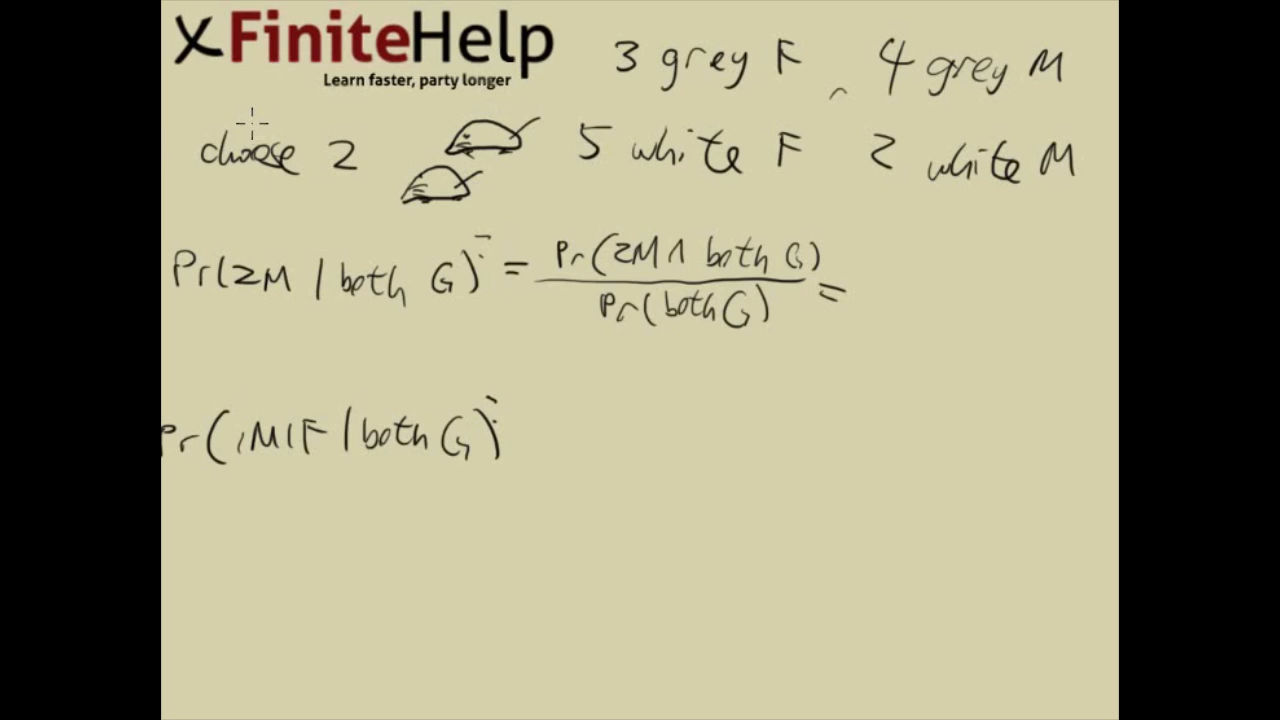 xFiniteHelp
Learn faster, party longer
3 grey F 4 grey M
choose 2 5 white F 2 white M
Pr(2M | both G) = Pr(2M ∧ both G) / Pr(both G) =
Pr(1M1F | both G)